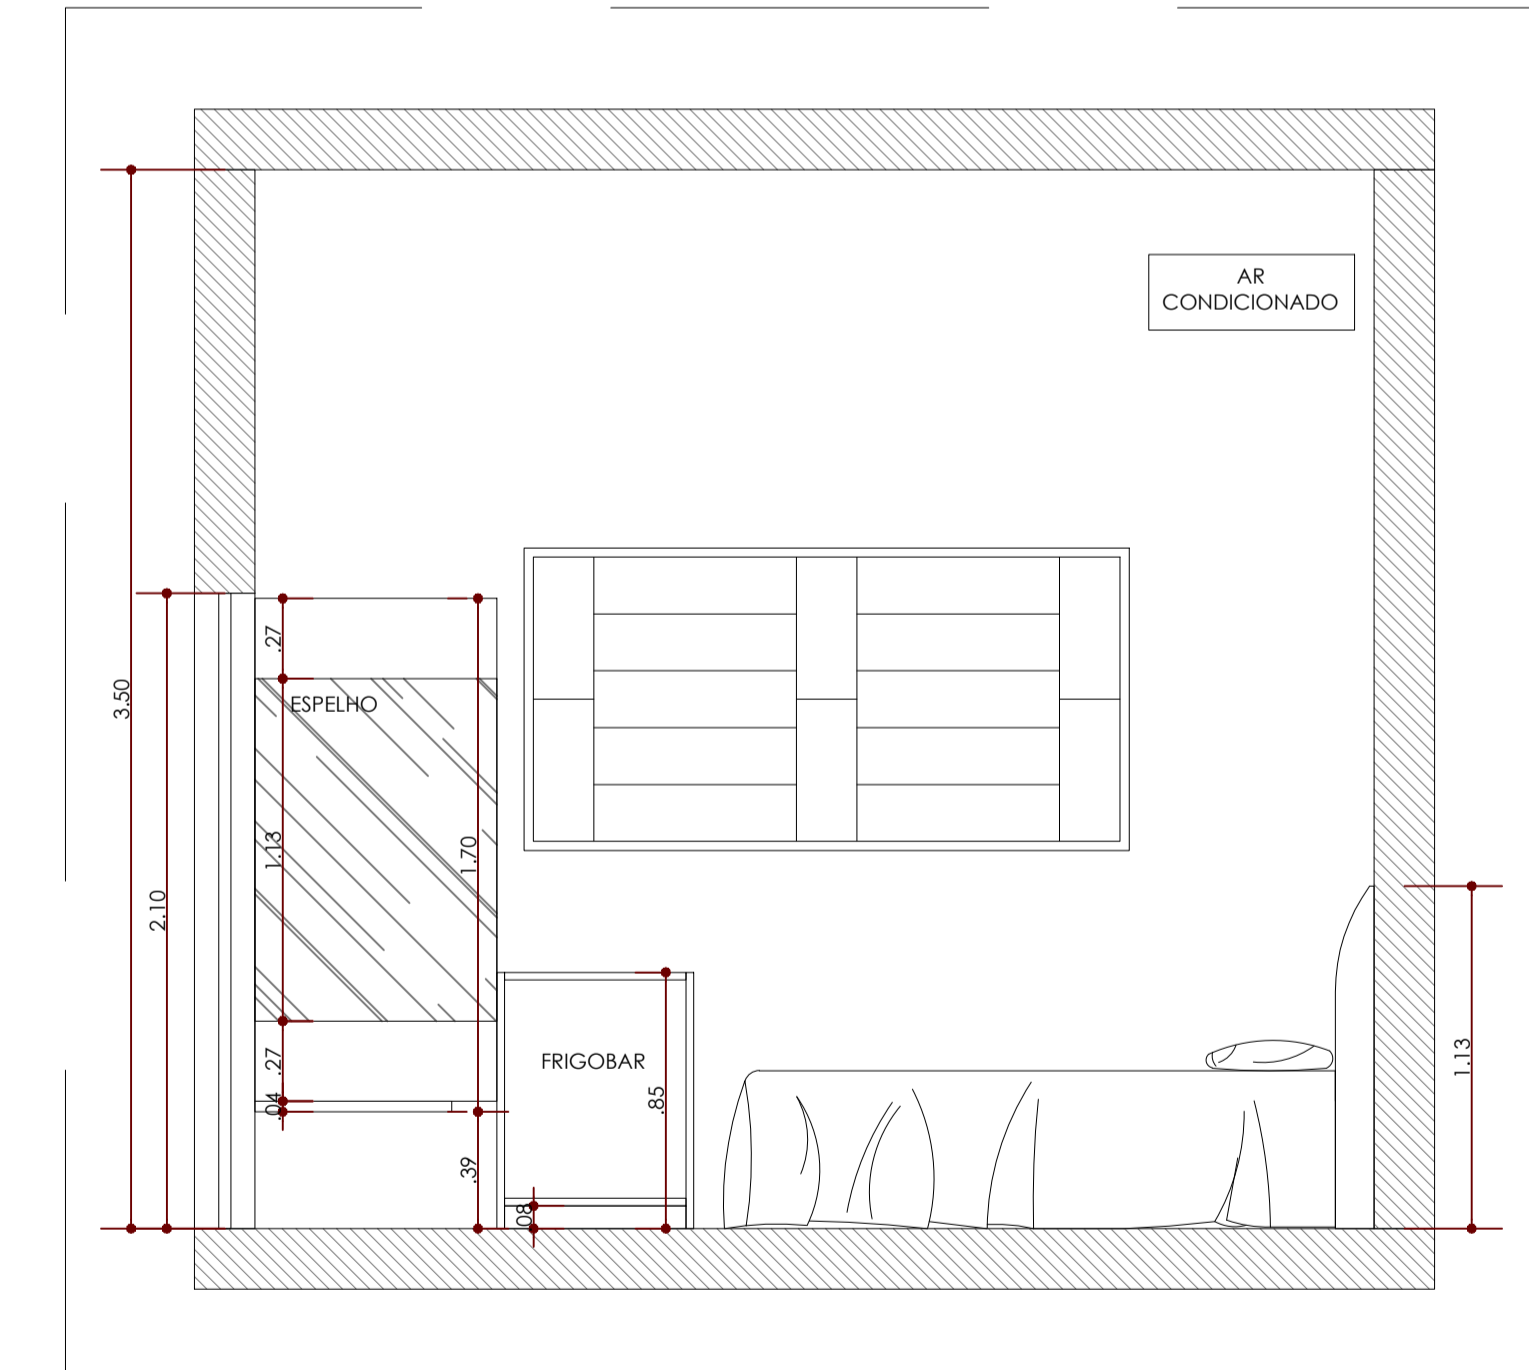 AR
CONDICIONADO
3.50
2.10
.27
ESPELHO
1.13
1.70
.27
.04
.39
FRIGOBAR
.85
.08
1.13